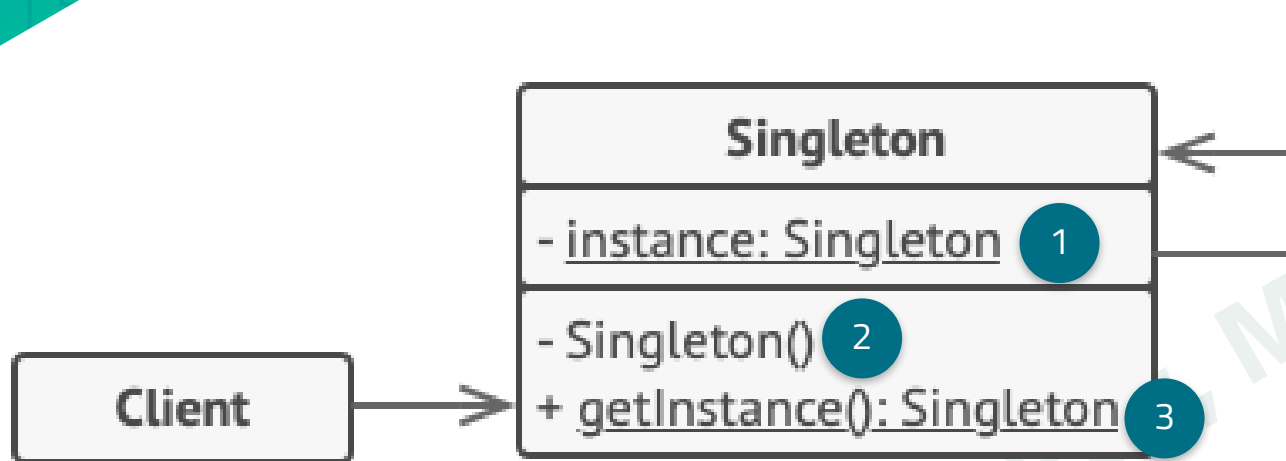 Singleton
- instance: Singleton 1
- Singleton() 2
Client
+ getInstance(): Singleton 3